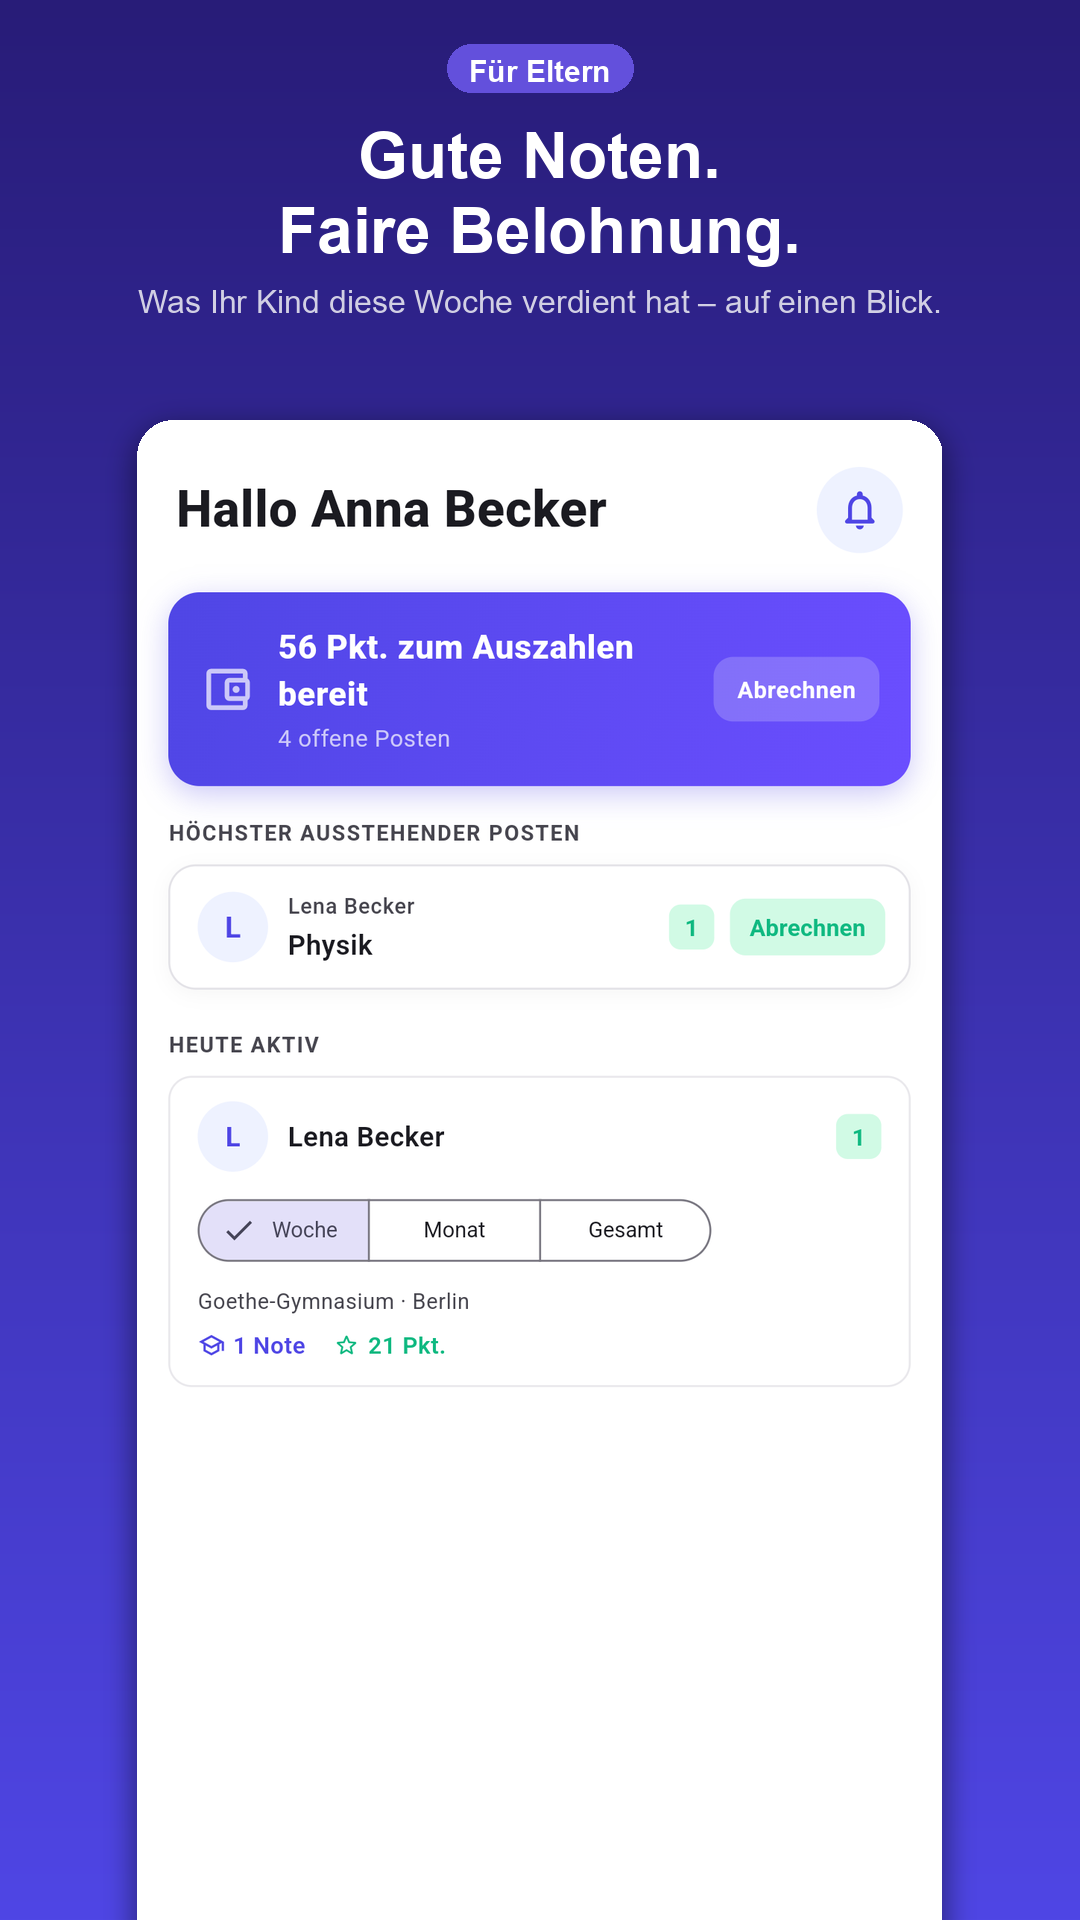 Für Eltern
Gute Noten.
Faire Belohnung.
Was Ihr Kind diese Woche verdient hat – auf einen Blick.
Hallo Anna Becker
56 Pkt. zum Auszahlen
bereit
4 offene Posten
Abrechnen
HÖCHSTER AUSSTEHENDER POSTEN
L
Lena Becker
Physik
1
Abrechnen
HEUTE AKTIV
L
Lena Becker
1
Woche
Monat
Gesamt
Goethe-Gymnasium · Berlin
1 Note
21 Pkt.